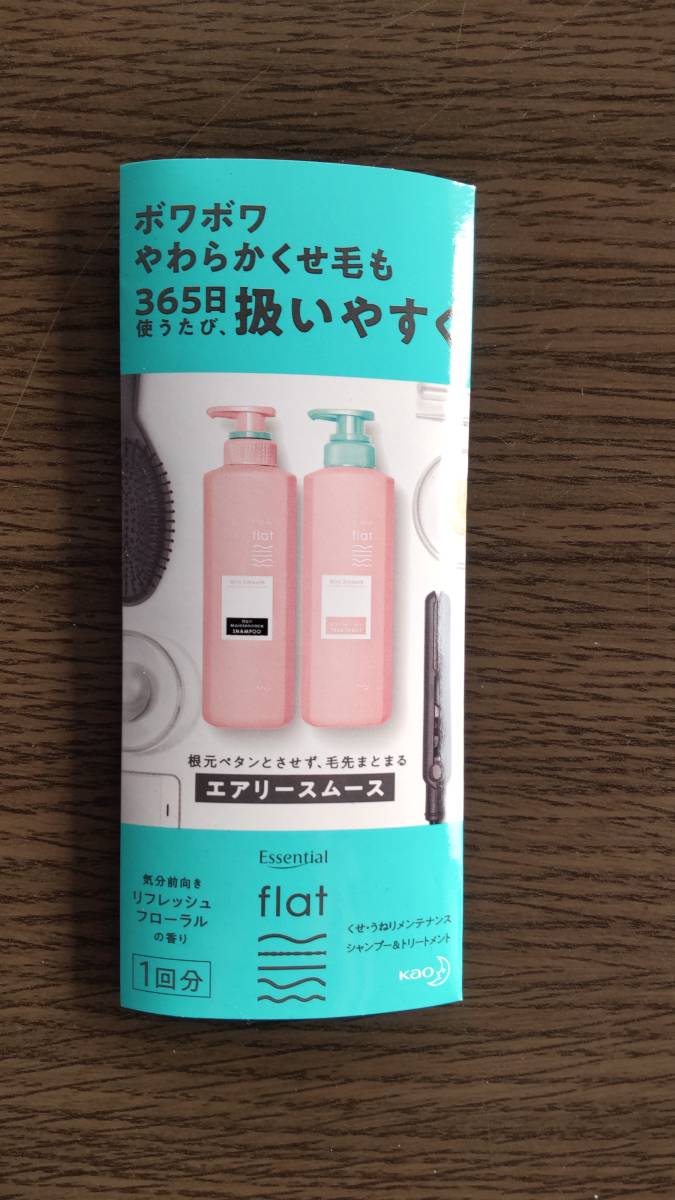 ボワボワ
やわらかくせ毛も
365日
使うたび、扱いやすく
flat
flat
Airy Smooth
Airy Smooth
Hair
Maintenance
SHAMPOO
TREATMENT
根元ペタンとさせず、毛先まとまる
エアリースムース
Essential
flat
気分前向き
リフレッシュ
フローラル
の香り
1回分
くせ・うねりメンテナンス
シャンプー&トリートメント
Kao